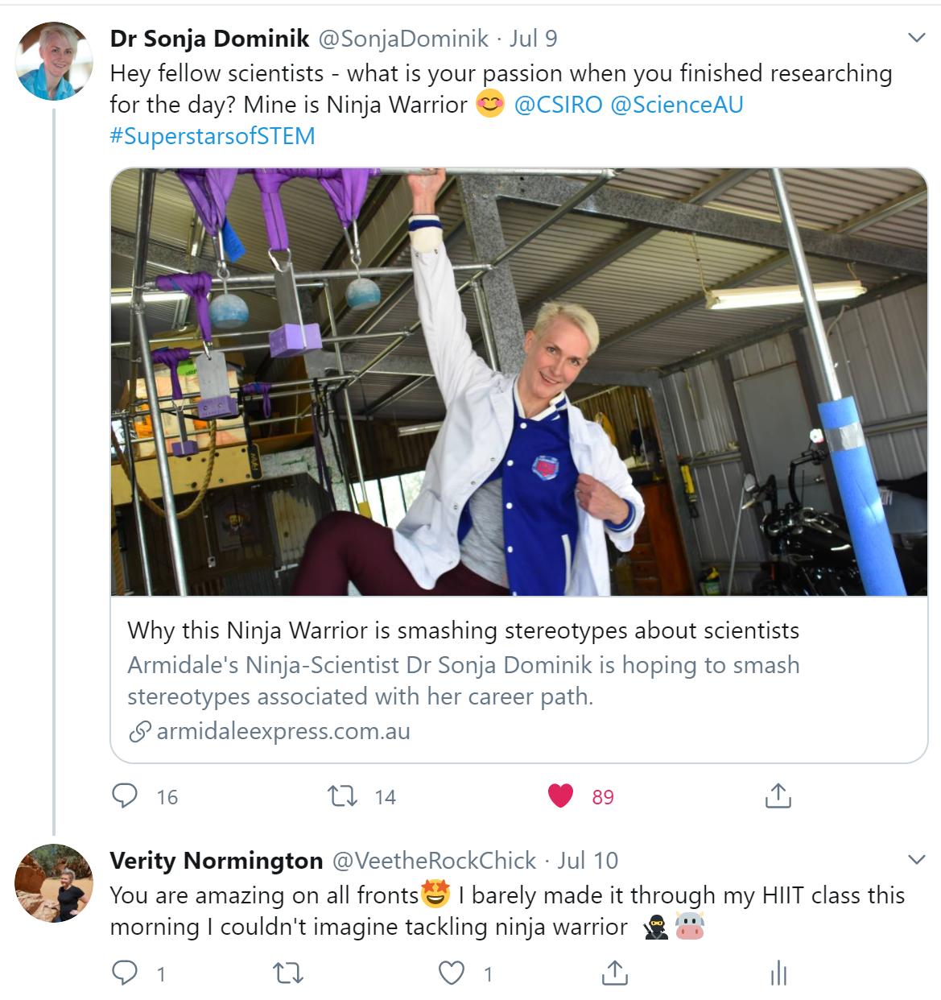 Dr Sonja Dominik @SonjaDominik · Jul 9
Hey fellow scientists - what is your passion when you finished researching
for the day? Mine is Ninja Warrior 😊 @CSIRO @ScienceAU
#SuperstarsofSTEM
Why this Ninja Warrior is smashing stereotypes about scientists
Armidale's Ninja-Scientist Dr Sonja Dominik is hoping to smash
stereotypes associated with her career path.
armidaleexpress.com.au
16 14 89
Verity Normington @VeetheRockChick · Jul 10
You are amazing on all fronts🤩 I barely made it through my HIIT class this
morning I couldn't imagine tackling ninja warrior 🥷🐮
1 1